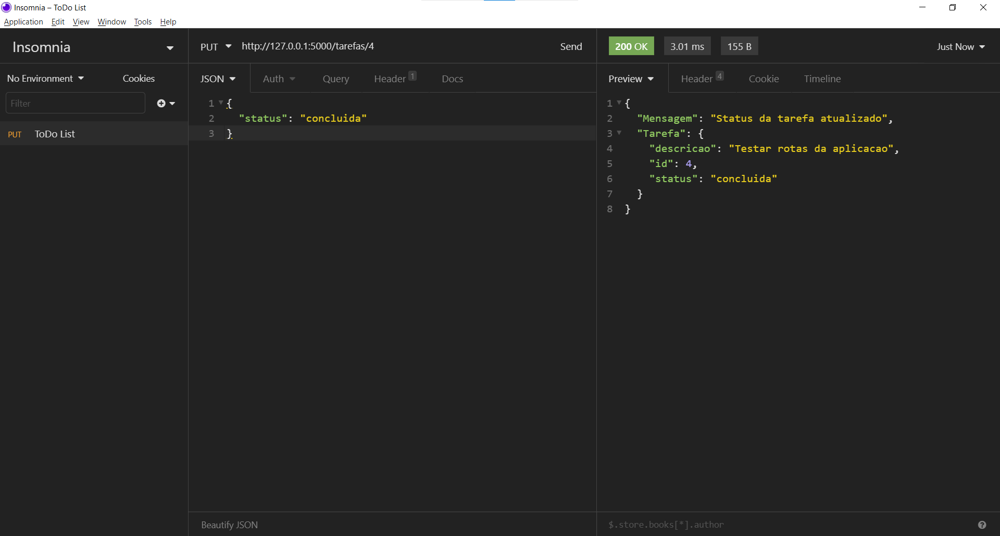 Insomnia – ToDo List
Application Edit View Window Tools Help
Insomnia
PUT http://127.0.0.1:5000/tarefas/4 Send
200 OK 3.01 ms 155 B Just Now
No Environment Cookies
JSON Auth Query Header 1 Docs
Preview Header 4 Cookie Timeline
Filter
PUT ToDo List
1 {
2 "status": "concluida"
3 }
1 {
2 "Mensagem": "Status da tarefa atualizado",
3 "Tarefa": {
4 "descricao": "Testar rotas da aplicacao",
5 "id": 4,
6 "status": "concluida"
7 }
8 }
Beautify JSON
$.store.books[*].author